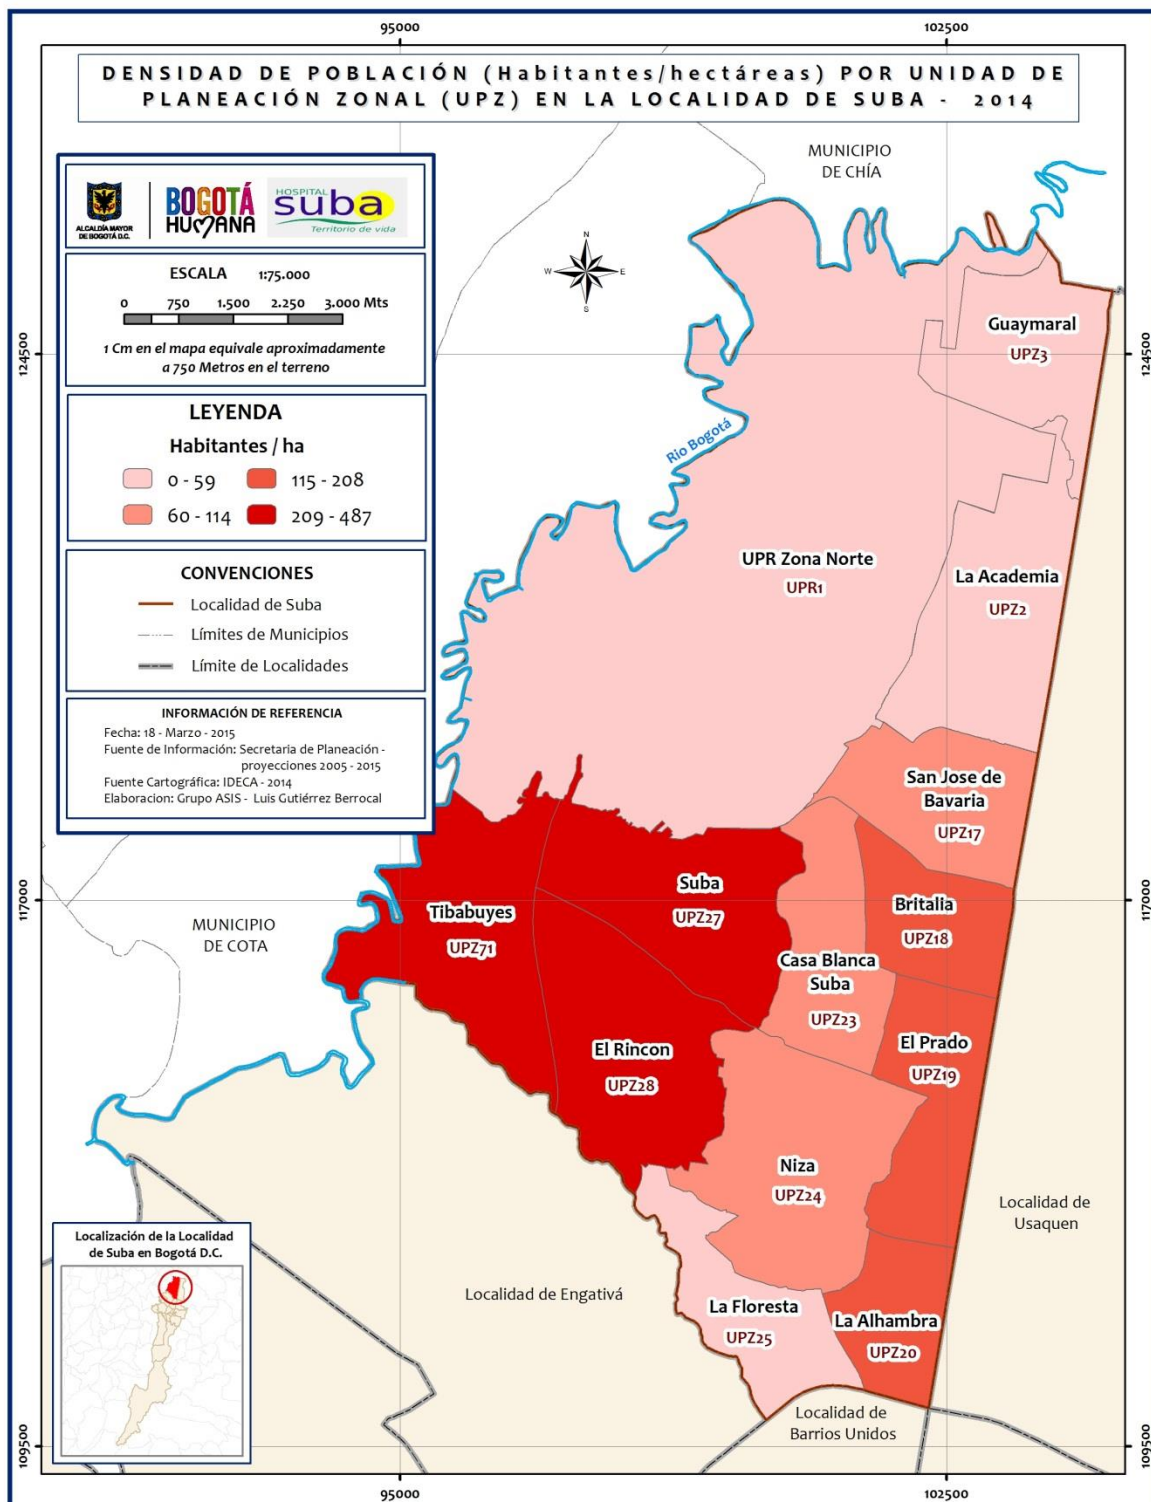 95000
102500
DENSIDAD DE POBLACIÓN (Habitantes/hectáreas) POR UNIDAD DE
PLANEACIÓN ZONAL (UPZ) EN LA LOCALIDAD DE SUBA - 2014
MUNICIPIO
DE CHÍA
ALCALDÍA MAYOR
DE BOGOTÁ D.C.
BOGOTÁ
HUMANA
HOSPITAL
suba
Territorio de vida
ESCALA 1:75.000
0 750 1.500 2.250 3.000 Mts
1 Cm en el mapa equivale aproximadamente
a 750 Metros en el terreno
N
W E
S
124500
124500
Guaymaral
UPZ3
LEYENDA
Habitantes / ha
0 - 59
115 - 208
60 - 114
209 - 487
Rio Bogotá
CONVENCIONES
Localidad de Suba
Límites de Municipios
Límite de Localidades
UPR Zona Norte
UPR1
La Academia
UPZ2
INFORMACIÓN DE REFERENCIA
Fecha: 18 - Marzo - 2015
Fuente de Información: Secretaria de Planeación -
proyecciones 2005 - 2015
Fuente Cartográfica: IDECA - 2014
Elaboracion: Grupo ASIS - Luis Gutiérrez Berrocal
San Jose de
Bavaria
UPZ17
117000
117000
MUNICIPIO
DE COTA
Tibabuyes
UPZ71
Suba
UPZ27
Britalia
UPZ18
Casa Blanca
Suba
UPZ23
El Rincon
UPZ28
El Prado
UPZ19
Niza
UPZ24
Localidad de
Usaquen
Localización de la Localidad
de Suba en Bogotá D.C.
Localidad de Engativá
La Floresta
UPZ25
La Alhambra
UPZ20
Localidad de
Barrios Unidos
109500
109500
95000
102500